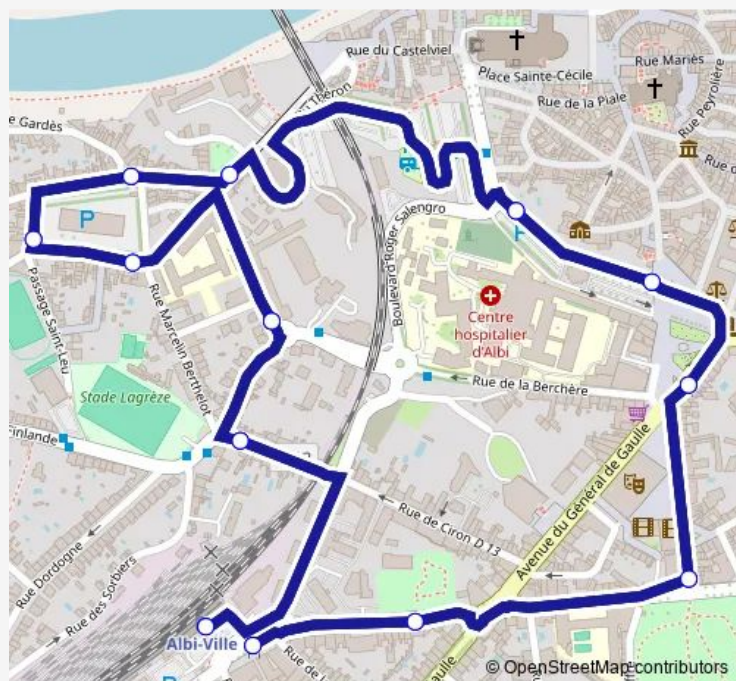 Rue du Castelviel
Théron
Place Sainte-Cécile
Rue Mariès
Rue de la Piale
Rue Peyrolière
e Gardès
Rue d
P
Boulevard Roger Salengro
Passage Saint-Leu
Rue Marcelin Berthelot
Centre
hospitalier
d'Albi
Stade Lagrèze
Rue de la Berchère
Finlande
Avenue du Général de Gaulle
Rue de Ciron D 13
Rue Dordogne
Rue des Sorbiers
Albi-Ville
Rue de l
P
Gaulle
© OpenStreetMap contributors